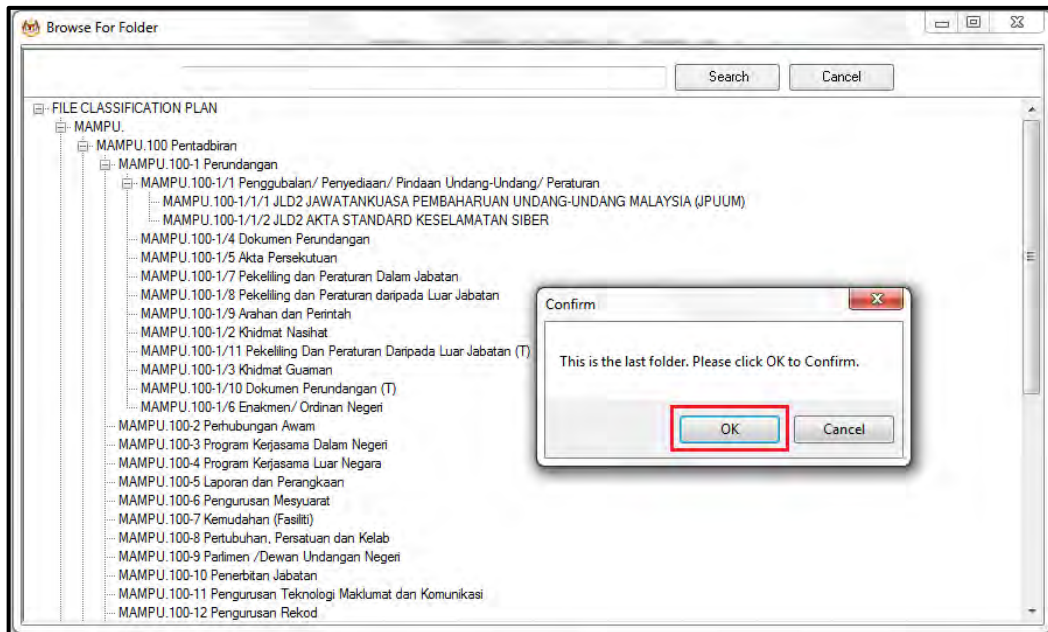 Browse For Folder
Search
Cancel
FILE CLASSIFICATION PLAN
MAMPU.
MAMPU.100 Pentadbiran
MAMPU.100-1 Perundangan
MAMPU.100-1/1 Penggubalan/ Penyediaan/ Pindaan Undang-Undang/ Peraturan
MAMPU.100-1/1/1 JLD2 JAWATANKUASA PEMBAHARUAN UNDANG-UNDANG MALAYSIA (JPUUM)
MAMPU.100-1/1/2 JLD2 AKTA STANDARD KESELAMATAN SIBER
MAMPU.100-1/4 Dokumen Perundangan
MAMPU.100-1/5 Akta Persekutuan
MAMPU.100-1/7 Pekeliling dan Peraturan Dalam Jabatan
MAMPU.100-1/8 Pekeliling dan Peraturan daripada Luar Jabatan
MAMPU.100-1/9 Arahan dan Perintah
MAMPU.100-1/2 Khidmat Nasihat
MAMPU.100-1/11 Pekeliling Dan Peraturan Daripada Luar Jabatan (T)
MAMPU.100-1/3 Khidmat Guaman
MAMPU.100-1/10 Dokumen Perundangan (T)
MAMPU.100-1/6 Enakmen/ Ordinan Negeri
MAMPU.100-2 Perhubungan Awam
MAMPU.100-3 Program Kerjasama Dalam Negeri
MAMPU.100-4 Program Kerjasama Luar Negara
MAMPU.100-5 Laporan dan Perangkaan
MAMPU.100-6 Pengurusan Mesyuarat
MAMPU.100-7 Kemudahan (Fasiliti)
MAMPU.100-8 Pertubuhan, Persatuan dan Kelab
MAMPU.100-9 Parlimen /Dewan Undangan Negeri
MAMPU.100-10 Penerbitan Jabatan
MAMPU.100-11 Pengurusan Teknologi Maklumat dan Komunikasi
MAMPU.100-12 Pengurusan Rekod
Confirm
This is the last folder. Please click OK to Confirm.
OK
Cancel